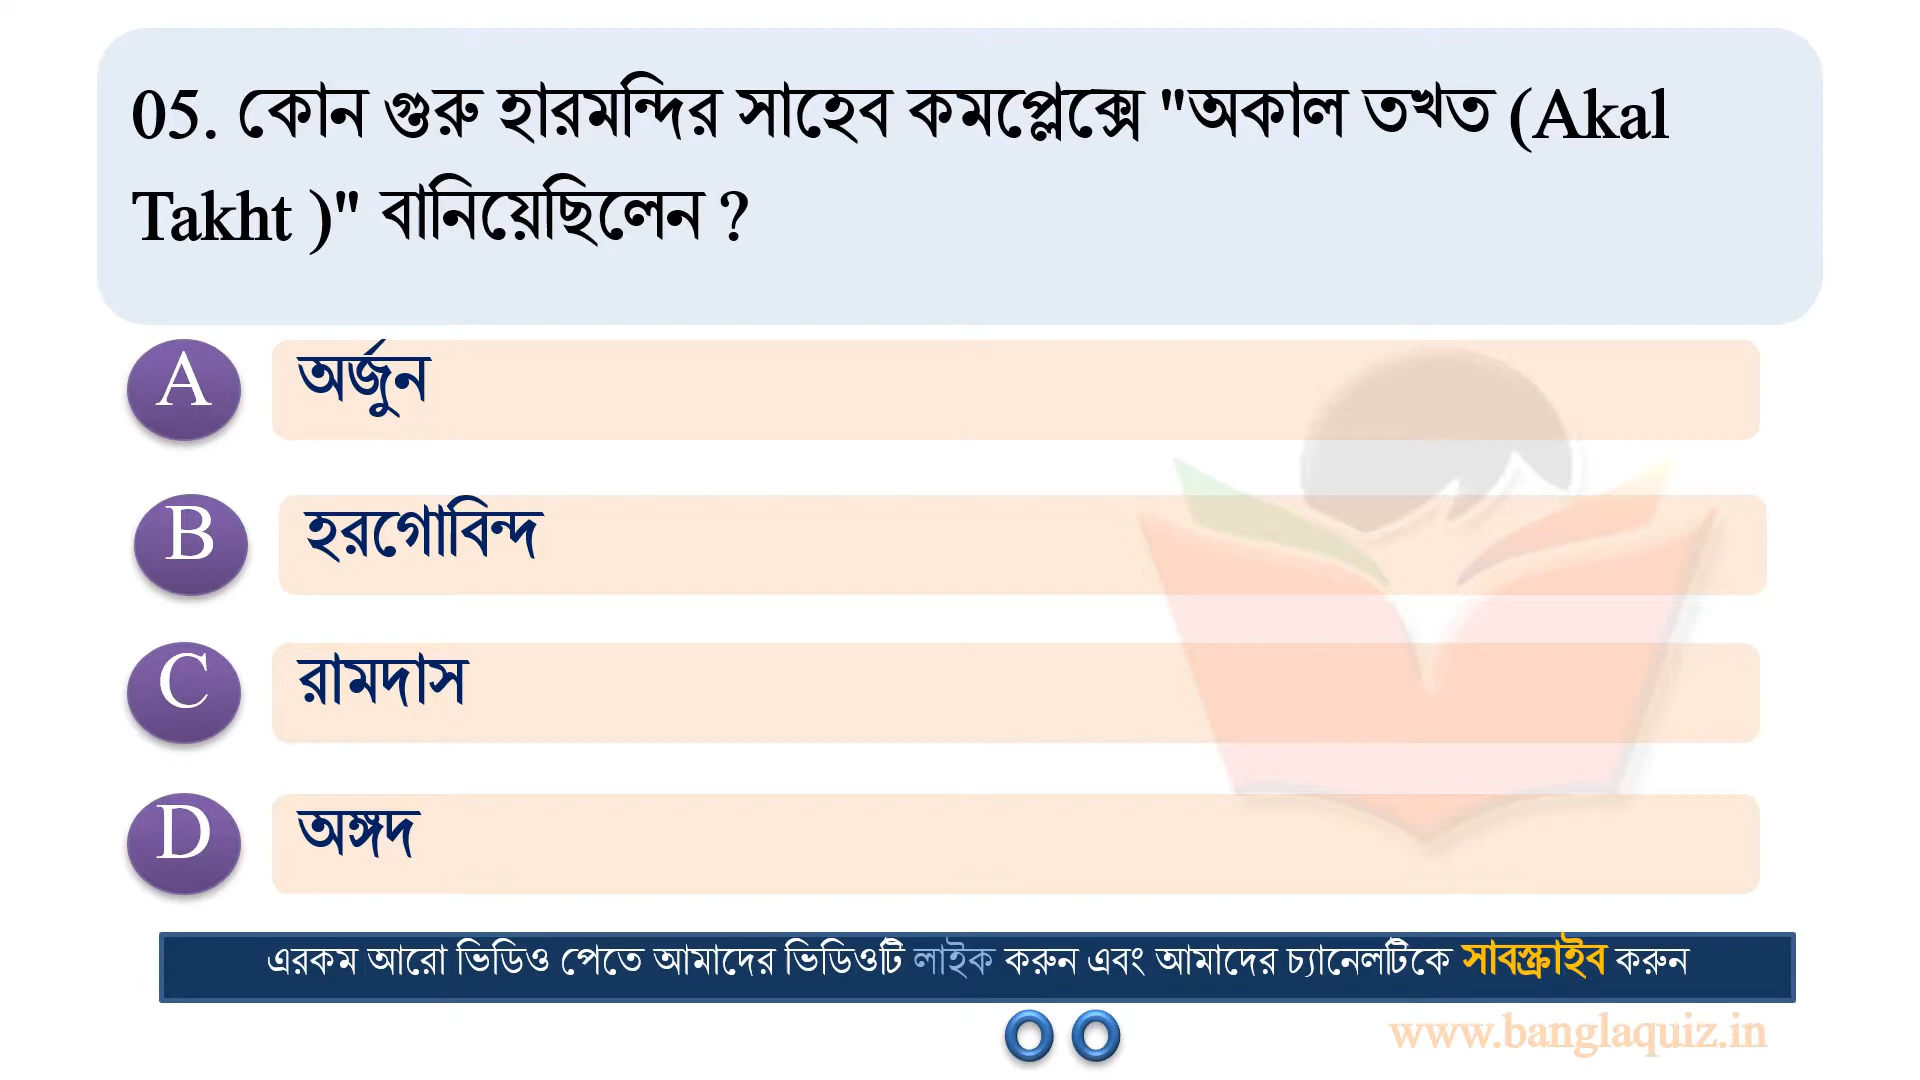 05. কোন গুরু হারমন্দির সাহেব কমপ্লেক্সে "অকাল তখত (Akal
Takht )" বানিয়েছিলেন ?
A অর্জুন
B হরগোবিন্দ
C রামদাস
D অঙ্গদ
এরকম আরো ভিডিও পেতে আমাদের ভিডিওটি লাইক করুন এবং আমাদের চ্যানেলটিকে সাবস্ক্রাইব করুন
www.banglaquiz.in